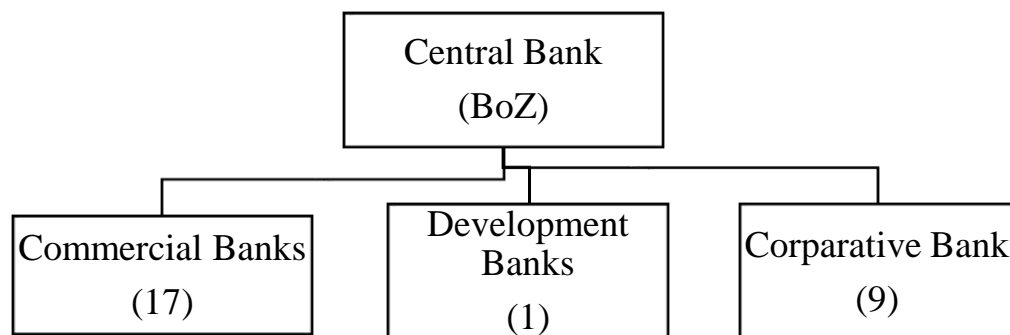 Central Bank
(BoZ)
Commercial Banks
(17)
Development
Banks
(1)
Corparative Bank
(9)